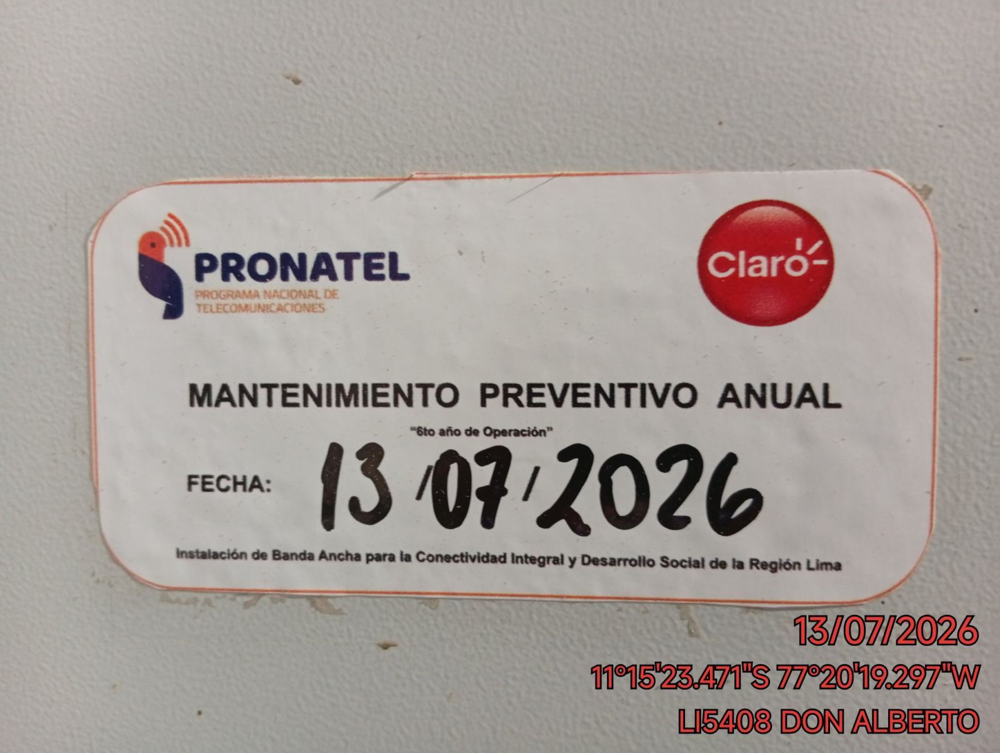 PRONATEL
PROGRAMA NACIONAL DE
TELECOMUNICACIONES
Claro
MANTENIMIENTO PREVENTIVO ANUAL
"6to año de Operación"
FECHA: 13/07/2026
Instalación de Banda Ancha para la Conectividad Integral y Desarrollo Social de la Región Lima
13/07/2026
11°15'23.471"S 77°20'19.297"W
LI5408 DON ALBERTO